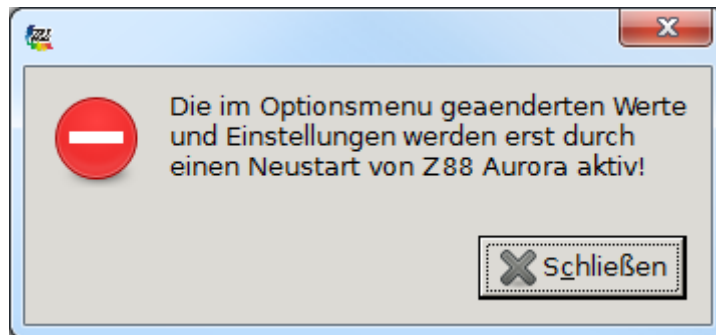 Die im Optionsmenu geaenderten Werte
und Einstellungen werden erst durch
einen Neustart von Z88 Aurora aktiv!
Schließen